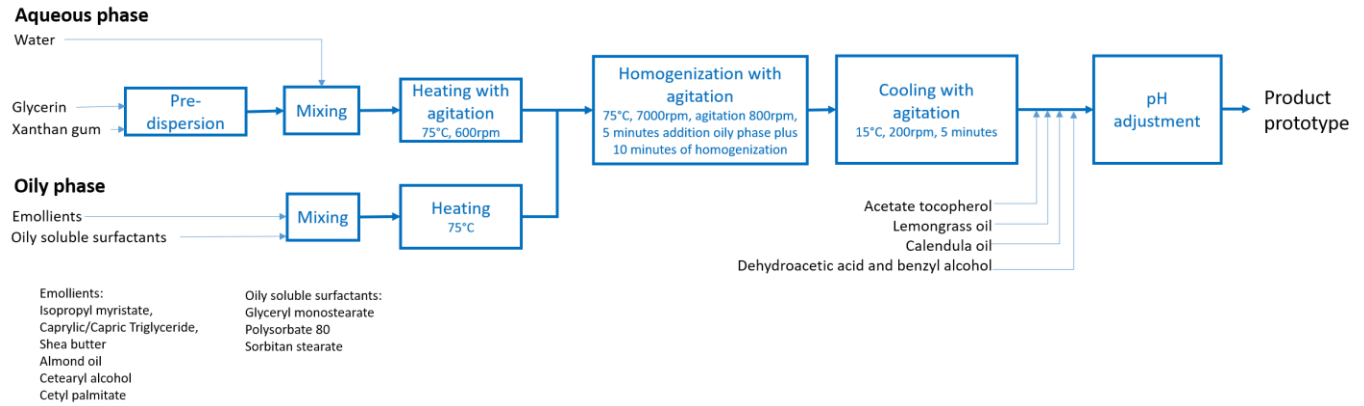 Aqueous phase
Water
Glycerin
Xanthan gum
Pre-
dispersion
Mixing
Heating with
agitation
75°C, 600rpm
Homogenization with
agitation
75°C, 7000rpm, agitation 800rpm,
5 minutes addition oily phase plus
10 minutes of homogenization
Cooling with
agitation
15°C, 200rpm, 5 minutes
pH
adjustment
Product
prototype
Oily phase
Emollients
Oily soluble surfactants
Mixing
Heating
75°C
Acetate tocopherol
Lemongrass oil
Calendula oil
Dehydroacetic acid and benzyl alcohol
Emollients:
Isopropyl myristate,
Caprylic/Capric Triglyceride,
Shea butter
Almond oil
Cetearyl alcohol
Cetyl palmitate
Oily soluble surfactants:
Glyceryl monostearate
Polysorbate 80
Sorbitan stearate